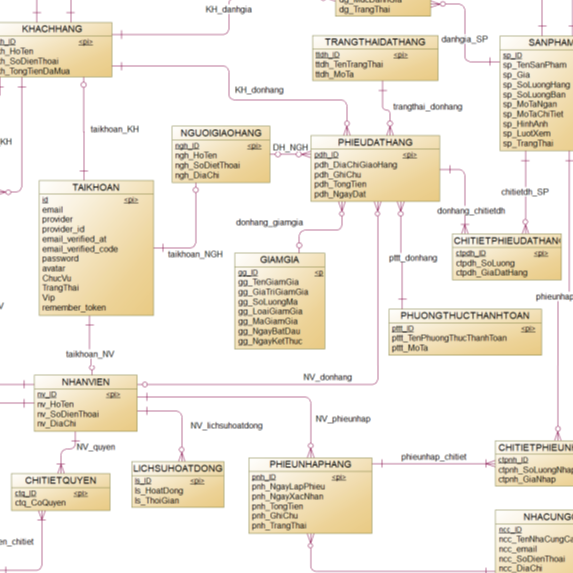 KH_danhgia
dg_TrangThai
danhgia_SP
KHACHHANG
<pi>
kh_ID
kh_HoTen
kh_SoDienThoai
kh_TongTienDaMua
TRANGTHAIDATHANG
ttdh_ID <pi>
ttdh_TenTrangThai
ttdh_MoTa
SANPHAM
sp_ID
sp_TenSanPham
sp_Gia
sp_SoLuongHang
sp_SoLuongBan
sp_MoTaNgan
sp_MoTaChiTiet
sp_HinhAnh
sp_LuotXem
sp_TrangThai
KH_donhang
trangthai_donhang
taikhoan_KH
KH
NGUOIGIAOHANG
ngh_ID <pi>
ngh_HoTen
ngh_SoDietThoai
ngh_DiaChi
DH_NGH
PHIEUDATHANG
pdh_ID <pi>
pdh_DiaChiGiaoHang
pdh_GhiChu
pdh_TongTien
pdh_NgayDat
TAIKHOAN
id <pi>
email
provider
provider_id
email_verified_at
email_verified_code
password
avatar
ChucVu
TrangThai
Vip
remember_token
taikhoan_NGH
donhang_giamgia
donhang_chitietdh
chitietdh_SP
CHITIETPHIEUDATHANG
ctpdh_ID <pi>
ctpdh_SoLuong
ctpdh_GiaDatHang
GIAMGIA
gg_ID <p
gg_TenGiamGia
gg_GiaTriGiamGia
gg_SoLuongMa
gg_LoaiGiamGia
gg_MaGiamGia
gg_NgayBatDau
gg_NgayKetThuc
pttt_donhang
phieunhap
PHUONGTHUCTHANHTOAN
pttt_ID <pi>
pttt_TenPhuongThucThanhToan
pttt_MoTa
taikhoan_NV
NV_donhang
NHANVIEN
nv_ID <pi>
nv_HoTen
nv_SoDienThoai
nv_DiaChi
NV_lichsuhoatdong
NV_phieunhap
NV_quyen
CHITIETQUYEN
ctq_ID <pi>
ctq_CoQuyen
LICHSUHOATDONG
ls_ID <pi>
ls_HoatDong
ls_ThoiGian
PHIEUNHAPHANG
pnh_ID <pi>
pnh_NgayLapPhieu
pnh_NgayXacNhan
pnh_TongTien
pnh_GhiChu
pnh_TrangThai
phieunhap_chitiet
CHITIETPHIEUN
ctpnh_ID
ctpnh_SoLuongNhap
ctpnh_GiaNhap
en_chitiet
NHACUNG
ncc_ID
ncc_TenNhaCungCa
ncc_email
ncc_SoDienThoai
ncc_DiaChi